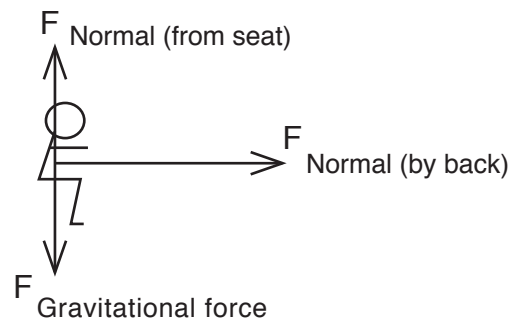 F Normal (from seat)
F Normal (by back)
F Gravitational force